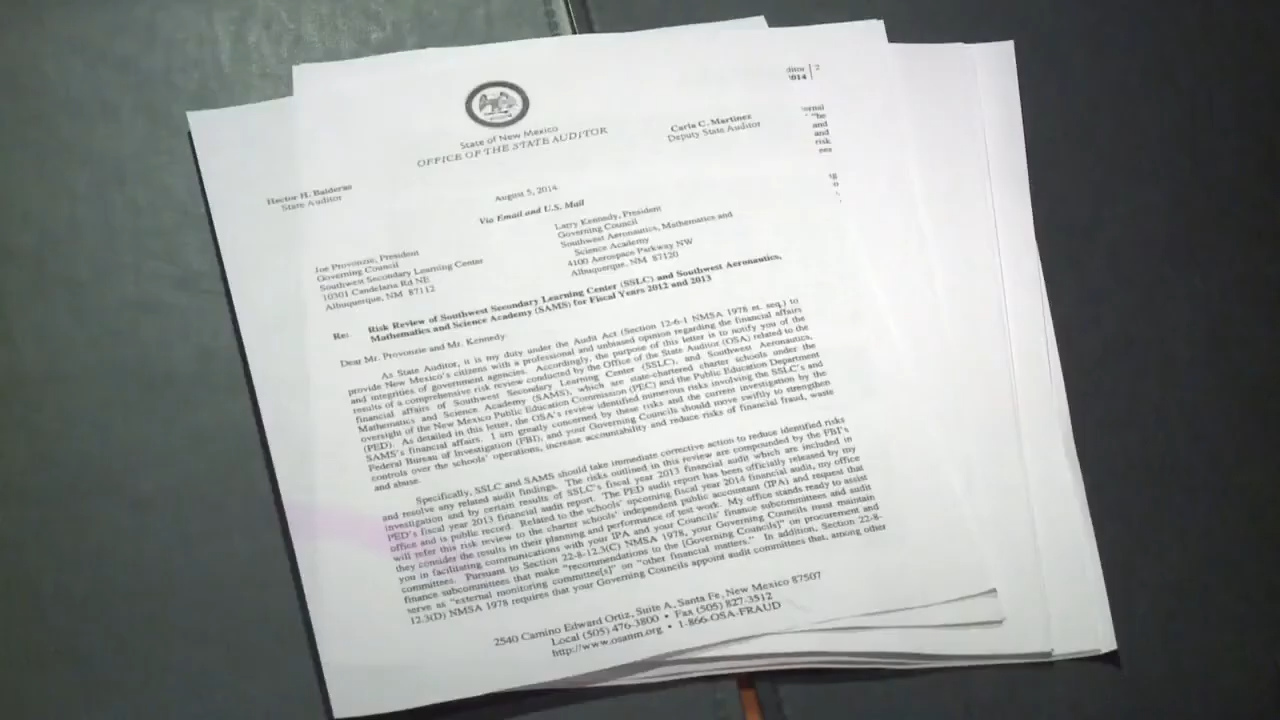 State of New Mexico
OFFICE OF THE STATE AUDITOR
Carla C. Martinez
Deputy State Auditor
Hector H. Balderas
State Auditor
August 5, 2014
Via Email and U.S. Mail
Joe Provonzie, President
Governing Council
Southwest Secondary Learning Center
10301 Candelaria Rd NE
Albuquerque, NM 87112
Larry Kennedy, President
Governing Council
Southwest Aeronautics, Mathematics and
Science Academy
4100 Aerospace Parkway NW
Albuquerque, NM 87120
Re: Risk Review of Southwest Secondary Learning Center (SSLC) and Southwest Aeronautics,
Mathematics and Science Academy (SAMS) for Fiscal Years 2012 and 2013
Dear Mr. Provonzie and Mr. Kennedy
As State Auditor, it is my duty under the Audit Act (Section 12-6-1 NMSA 1978 et. seq.) to
provide New Mexico's citizens with a professional and unbiased opinion regarding the financial affairs
and integrities of government agencies. Accordingly, the purpose of this letter is to notify you of the
results of a comprehensive risk review conducted by the Office of the State Auditor (OSA) related to the
financial affairs of Southwest Secondary Learning Center (SSLC), and Southwest Aeronautics,
Mathematics and Science Academy (SAMS), which are state-chartered charter schools under the
oversight of the New Mexico Public Education Commission (PEC) and the Public Education Department
(PED). As detailed in this letter, the OSA's review identified numerous risks involving the SSLC's and
SAMS's financial affairs. I am greatly concerned by these risks and the current investigation by the
Federal Bureau of Investigation (FBI), and your Governing Councils should move swiftly to strengthen
controls over the schools' operations, increase accountability and reduce risks of financial fraud, waste
and abuse.
Specifically, SSLC and SAMS should take immediate corrective action to reduce identified risks
and resolve any related audit findings. The risks outlined in this review are compounded by the FBI's
investigation and by certain results of SSLC's fiscal year 2013 financial audit which are included in
PED's fiscal year 2013 financial audit report. The PED audit report has been officially released by my
office and is public record. Related to the schools' upcoming fiscal year 2014 financial audit, my office
will refer this risk review to the charter schools' independent public accountant (IPA) and request that
they consider the results in their planning and performance of test work. My office stands ready to assist
you in facilitating communications with your IPA and your Councils' finance subcommittees and audit
committees. Pursuant to Section 22-8-12.3(C) NMSA 1978, your Governing Councils must maintain
finance subcommittees that make "recommendations to the [Governing Councils]" on procurement and
serve as "external monitoring committee[s]" on "other financial matters." In addition, Section 22-8-
12.3(D) NMSA 1978 requires that your Governing Councils appoint audit committees that, among other
2540 Camino Edward Ortiz, Suite A, Santa Fe, New Mexico 87507
Local (505) 476-3800 • Fax (505) 827-3512
http://www.osanm.org • 1-866-OSA-FRAUD
2
and
and
risk